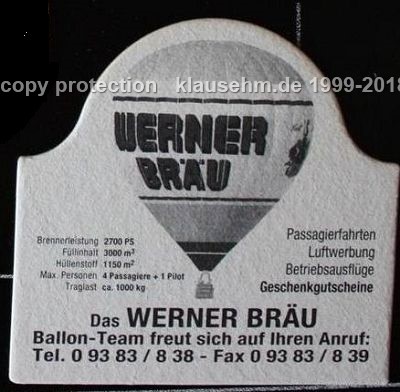 copy protection klausehm.de 1999-2018
WERNER
BRÄU
Brennerleistung 2700 PS
Füllinhalt 3000 m³
Hüllenstoff 1150 m²
Max. Personen 4 Passagiere + 1 Pilot
Traglast ca. 1000 kg
Passagierfahrten
Luftwerbung
Betriebsausflüge
Geschenkgutscheine
Das WERNER BRÄU
Ballon-Team freut sich auf Ihren Anruf:
Tel. 0 93 83 / 8 38 - Fax 0 93 83 / 8 39